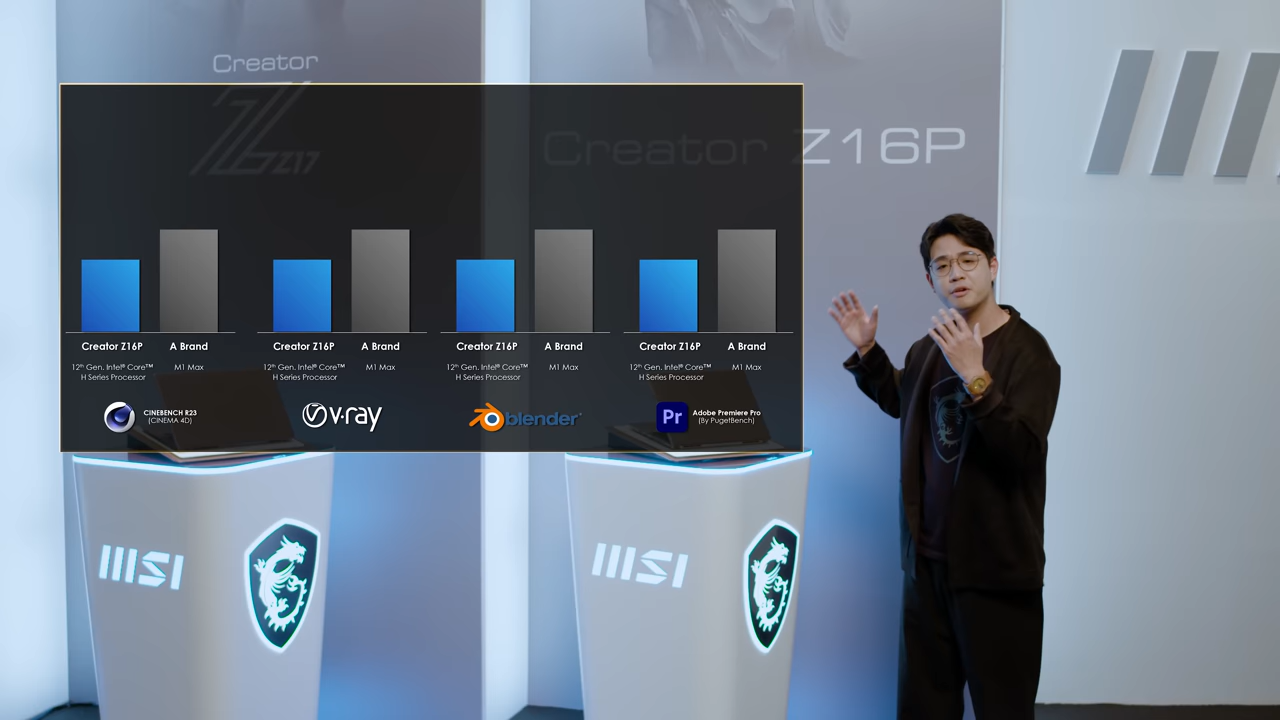 Creator
Z17
Creator Z16P
Creator Z16P
A Brand
12th Gen. Intel® Core™
H Series Processor
M1 Max
CINEBENCH R23
(CINEMA 4D)
Creator Z16P
A Brand
12th Gen. Intel® Core™
H Series Processor
M1 Max
v·ray
Creator Z16P
A Brand
12th Gen. Intel® Core™
H Series Processor
M1 Max
blender
Creator Z16P
A Brand
12th Gen. Intel® Core™
H Series Processor
M1 Max
Pr
Adobe Premiere Pro
(By PugetBench)
msi
msi